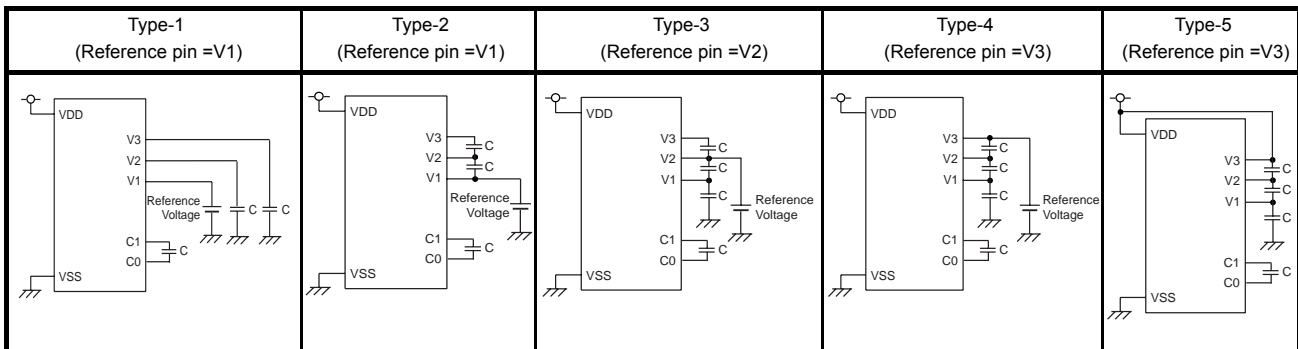 Type-1
(Reference pin =V1)
Type-2
(Reference pin =V1)
Type-3
(Reference pin =V2)
Type-4
(Reference pin =V3)
Type-5
(Reference pin =V3)
VDD
V3
V2
V1
Reference
Voltage
C
C
C1
C
C0
VSS
VDD
V3
C
V2
C
V1
Reference
Voltage
C1
C
C0
VSS
VDD
V3
C
V2
C
V1
C
Reference
Voltage
C1
C
C0
VSS
VDD
V3
C
V2
C
V1
C
Reference
Voltage
C1
C
C0
VSS
VDD
V3
C
V2
C
V1
C
C1
C
C0
VSS